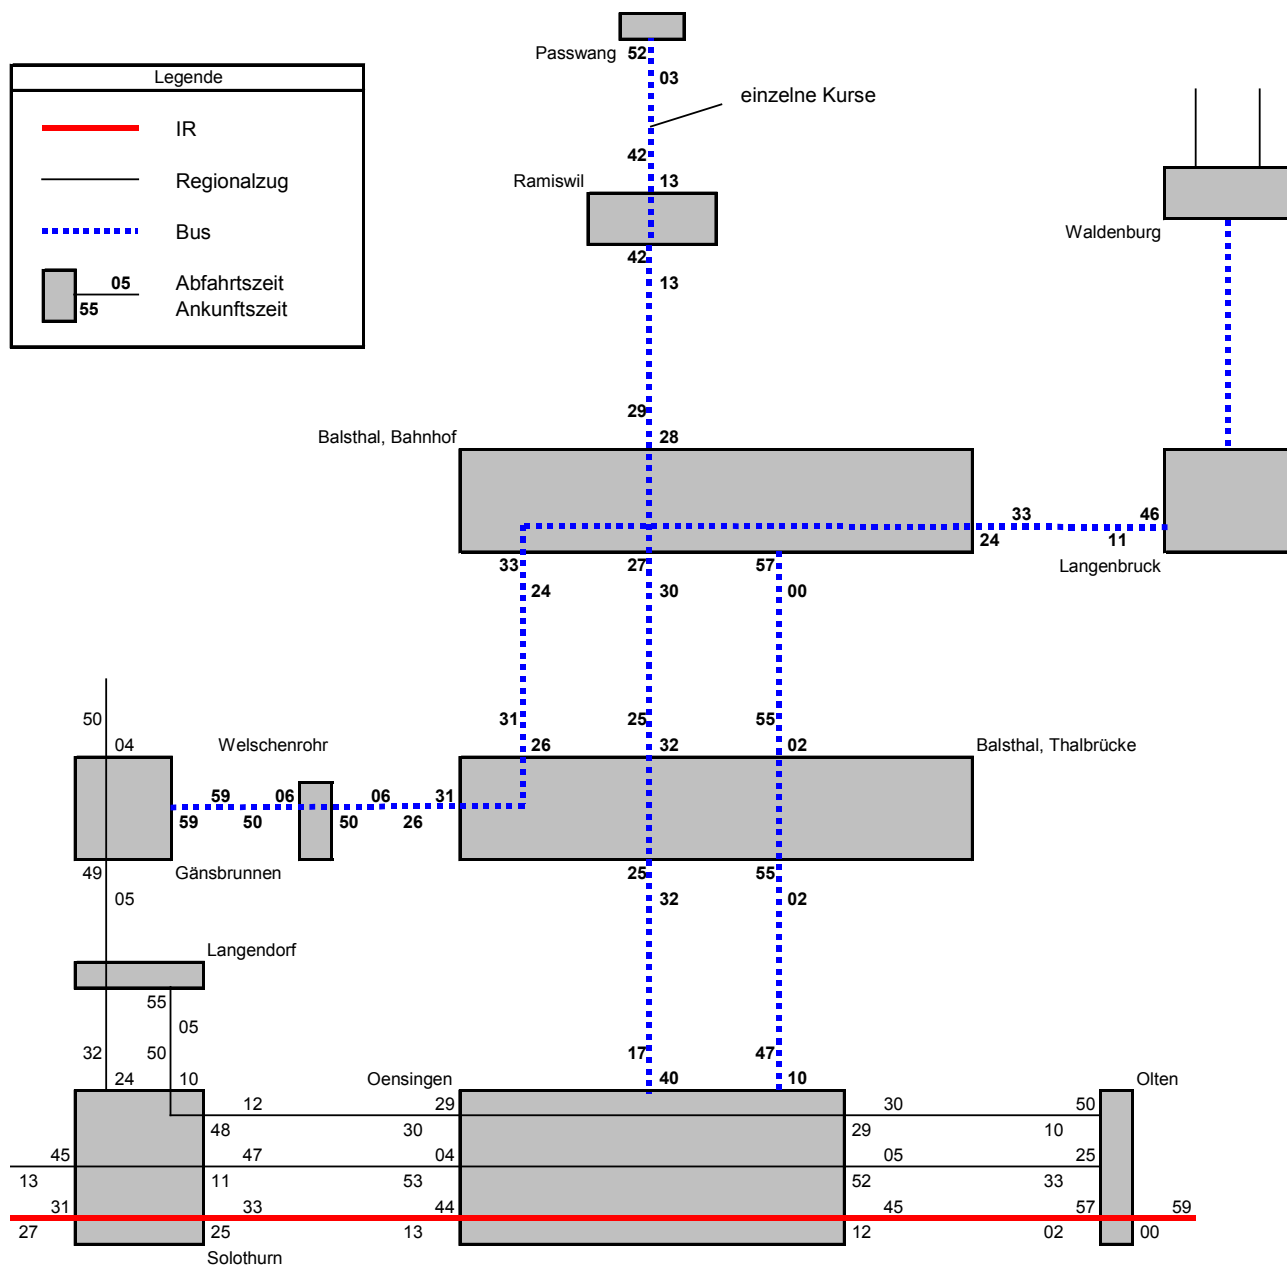 Passwang 52
03
Legende
IR
Regionalzug
Bus
05 Abfahrtszeit
55 Ankunftszeit
einzelne Kurse
42
Ramiswil 13
42
13
Waldenburg
29
Balsthal, Bahnhof 28
33 46
24 11
33 27 57 Langenbruck
24 30 00
50 31 25 55
04 Welschenrohr 26 32 02 Balsthal, Thalbrücke
59 06 06 31
59 50 50 26
49 Gänsbrunnen 25 55
05 32 02
Langendorf
55
05
32 50 17 47
24 10 Oensingen 40 10 Olten
12 29 30 50
48 30 29 10
45 47 04 05 25
13 11 53 52 33
31 33 44 45 57 59
27 25 13 12 02 00
Solothurn